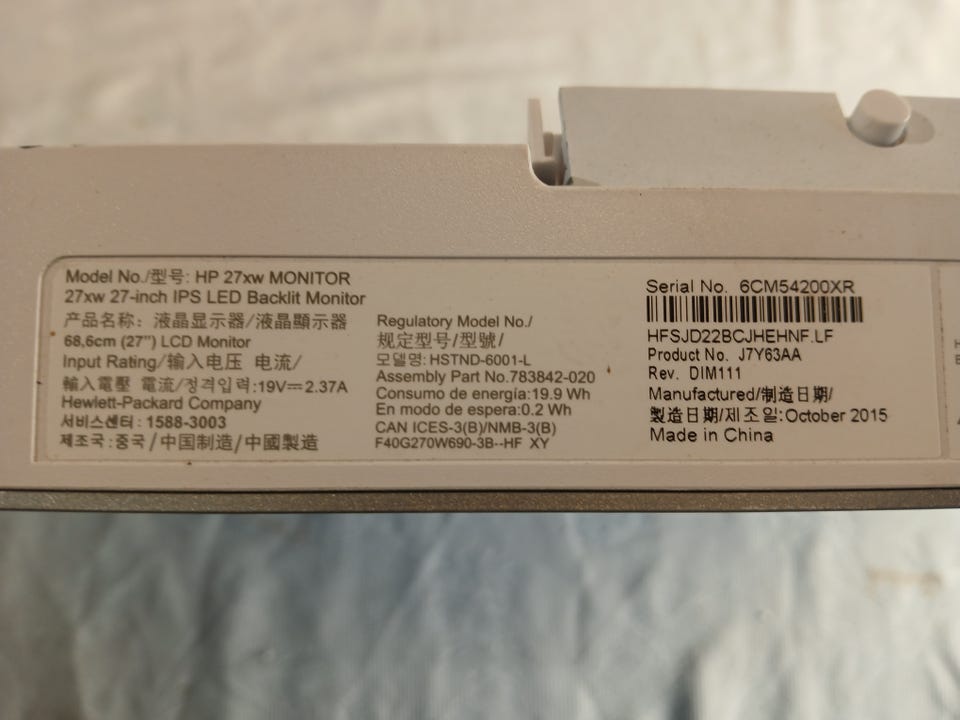 Model No./型号: HP 27xw MONITOR
27xw 27-inch IPS LED Backlit Monitor
产品名称: 液晶显示器/液晶顯示器
68,6cm (27") LCD Monitor
Input Rating/输入电压 电流/
輸入電壓 電流/정격입력:19V⎓2.37A
Hewlett-Packard Company
서비스센터: 1588-3003
제조국:중국/中国制造/中國製造
Regulatory Model No./
规定型号/型號/
모델명: HSTND-6001-L
Assembly Part No.783842-020
Consumo de energía:19.9 Wh
En modo de espera:0.2 Wh
CAN ICES-3(B)/NMB-3(B)
F40G270W690-3B--HF XY
Serial No. 6CM54200XR
HFSJD22BCJHEHNF.LF
Product No. J7Y63AA
Rev. DIM111
Manufactured/制造日期/
製造日期/제조일:October 2015
Made in China